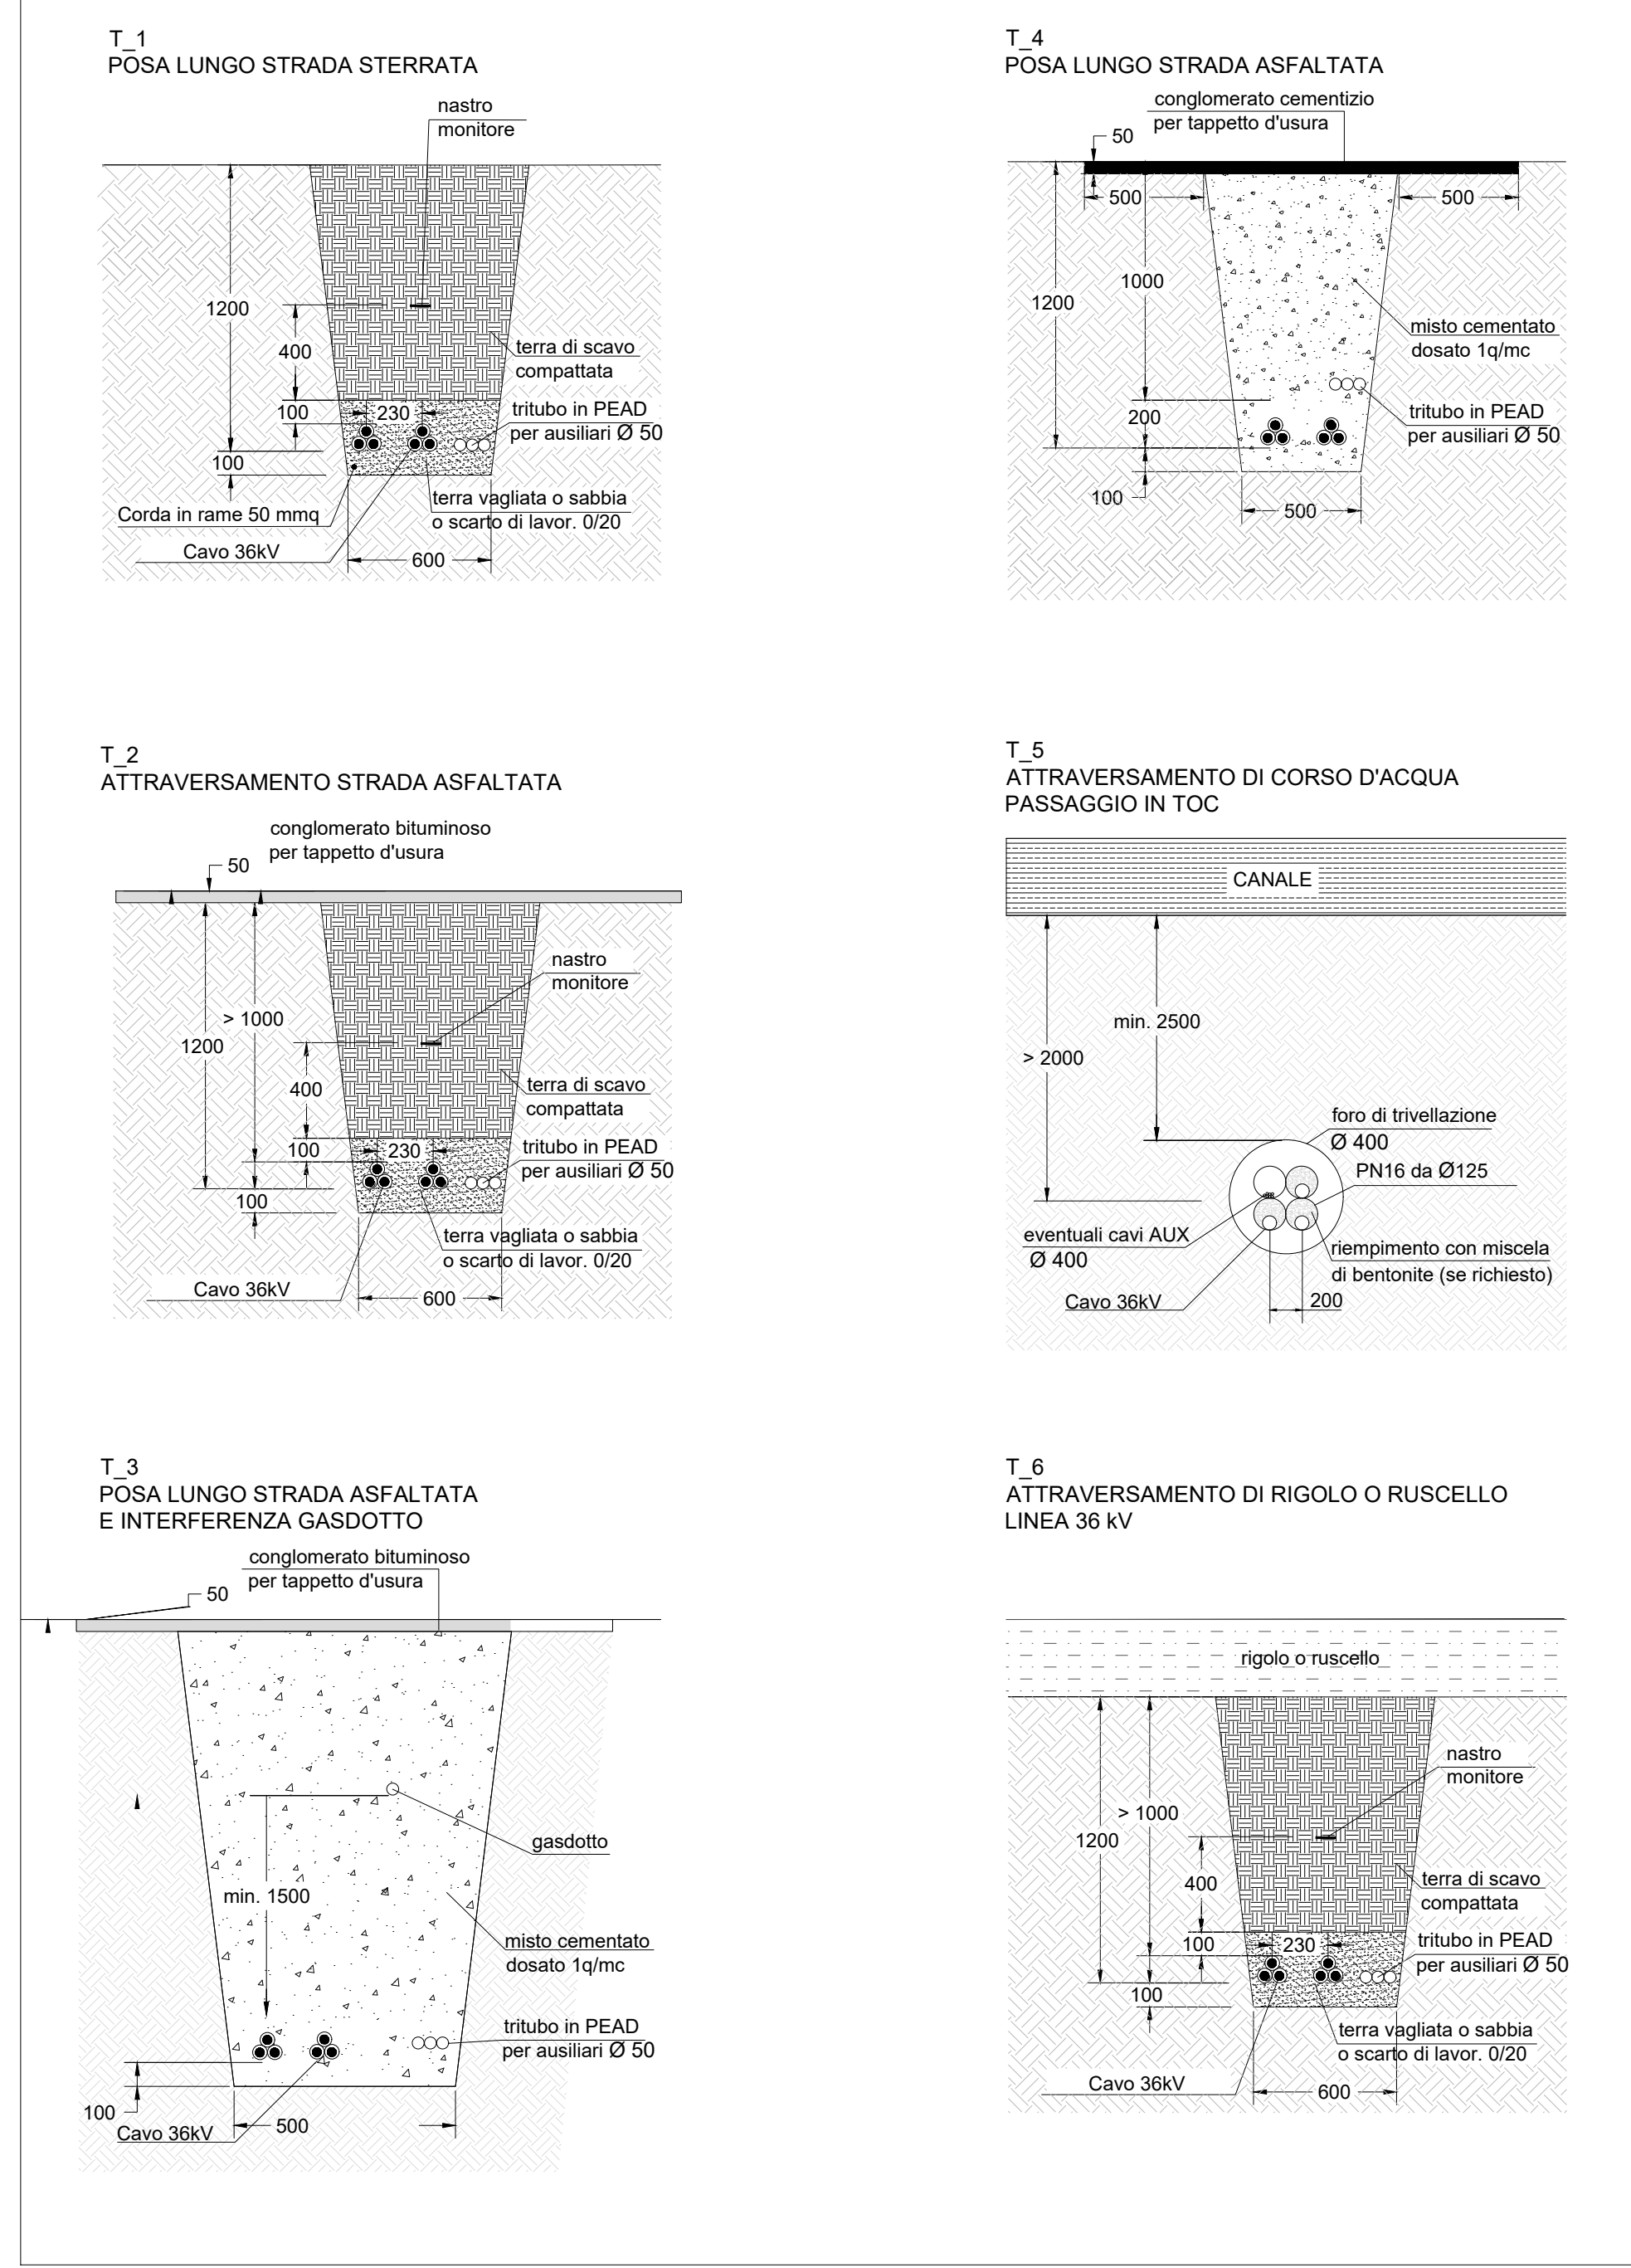 T_1
POSA LUNGO STRADA STERRATA
nastro
monitore
1200
400
terra di scavo
compattata
100
230
tritubo in PEAD
per ausiliari Ø 50
100
terra vagliata o sabbia
o scarto di lavor. 0/20
Corda in rame 50 mmq
Cavo 36kV
600
T_4
POSA LUNGO STRADA ASFALTATA
conglomerato cementizio
per tappetto d'usura
50
500
500
1000
1200
misto cementato
dosato 1q/mc
200
tritubo in PEAD
per ausiliari Ø 50
100
500
T_2
ATTRAVERSAMENTO STRADA ASFALTATA
conglomerato bituminoso
per tappetto d'usura
50
nastro
monitore
> 1000
1200
400
terra di scavo
compattata
100
230
tritubo in PEAD
per ausiliari Ø 50
100
terra vagliata o sabbia
o scarto di lavor. 0/20
Cavo 36kV
600
T_5
ATTRAVERSAMENTO DI CORSO D'ACQUA
PASSAGGIO IN TOC
CANALE
min. 2500
> 2000
foro di trivellazione
Ø 400
PN16 da Ø125
eventuali cavi AUX
Ø 400
riempimento con miscela
di bentonite (se richiesto)
Cavo 36kV
200
T_3
POSA LUNGO STRADA ASFALTATA
E INTERFERENZA GASDOTTO
conglomerato bituminoso
per tappetto d'usura
50
gasdotto
min. 1500
misto cementato
dosato 1q/mc
tritubo in PEAD
per ausiliari Ø 50
100
Cavo 36kV
500
T_6
ATTRAVERSAMENTO DI RIGOLO O RUSCELLO
LINEA 36 kV
rigolo o ruscello
nastro
monitore
> 1000
1200
400
terra di scavo
compattata
100
230
tritubo in PEAD
per ausiliari Ø 50
100
terra vagliata o sabbia
o scarto di lavor. 0/20
Cavo 36kV
600